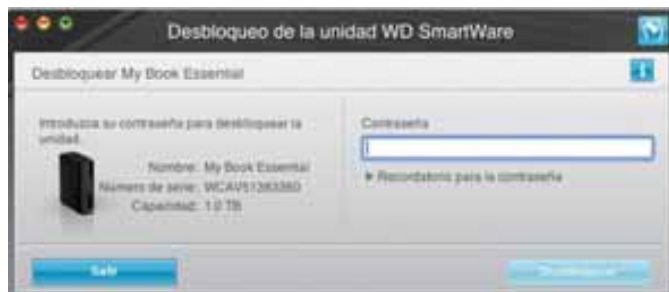 Desbloqueo de la unidad WD SmartWare
Desbloquear My Book Essential
Introduzca su contraseña para desbloquear la
unidad.
Nombre: My Book Essential
Número de serie:
Capacidad: 1.0 TB
Contraseña
▶ Recordatorio para la contraseña
Salir
Desbloquear